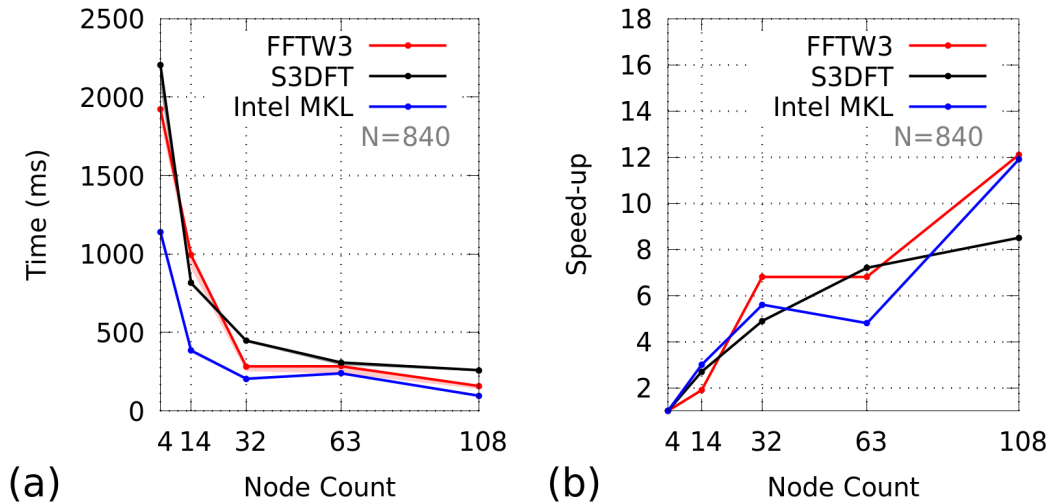 2500
2000
1500
1000
500
0
Time (ms)
FFTW3
S3DFT
Intel MKL
N=840
4 14 32 63 108
Node Count
(a)
18
16
14
12
10
8
6
4
2
Speed-up
FFTW3
S3DFT
Intel MKL
N=840
4 14 32 63 108
Node Count
(b)